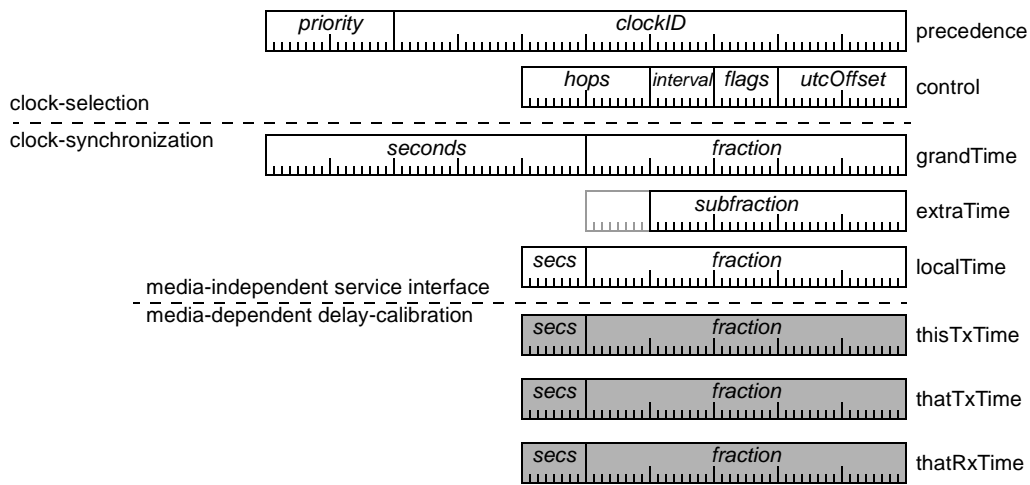 priority clockID precedence
hops interval flags utcOffset control
clock-selection
clock-synchronization
seconds fraction grandTime
subfraction extraTime
secs fraction localTime
media-independent service interface
media-dependent delay-calibration
secs fraction thisTxTime
secs fraction thatTxTime
secs fraction thatRxTime